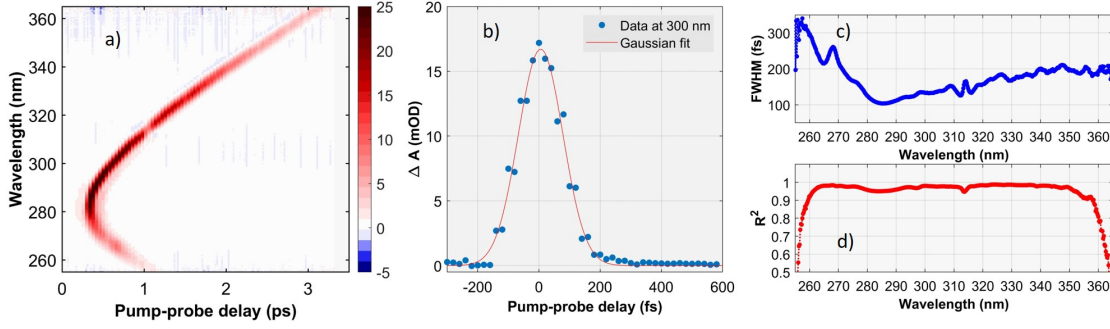 a)
Wavelength (nm)
360
340
320
300
280
260
0
1
2
3
Pump-probe delay (ps)
25
20
15
10
5
0
-5
b)
Data at 300 nm
Gaussian fit
Δ A (mOD)
20
15
10
5
0
-200
0
200
400
600
Pump-probe delay (fs)
c)
FWHM (fs)
300
200
100
260 270 280 290 300 310 320 330 340 350 360
Wavelength (nm)
d)
R²
1
0.9
0.8
0.7
0.6
0.5
260 270 280 290 300 310 320 330 340 350 360
Wavelength (nm)